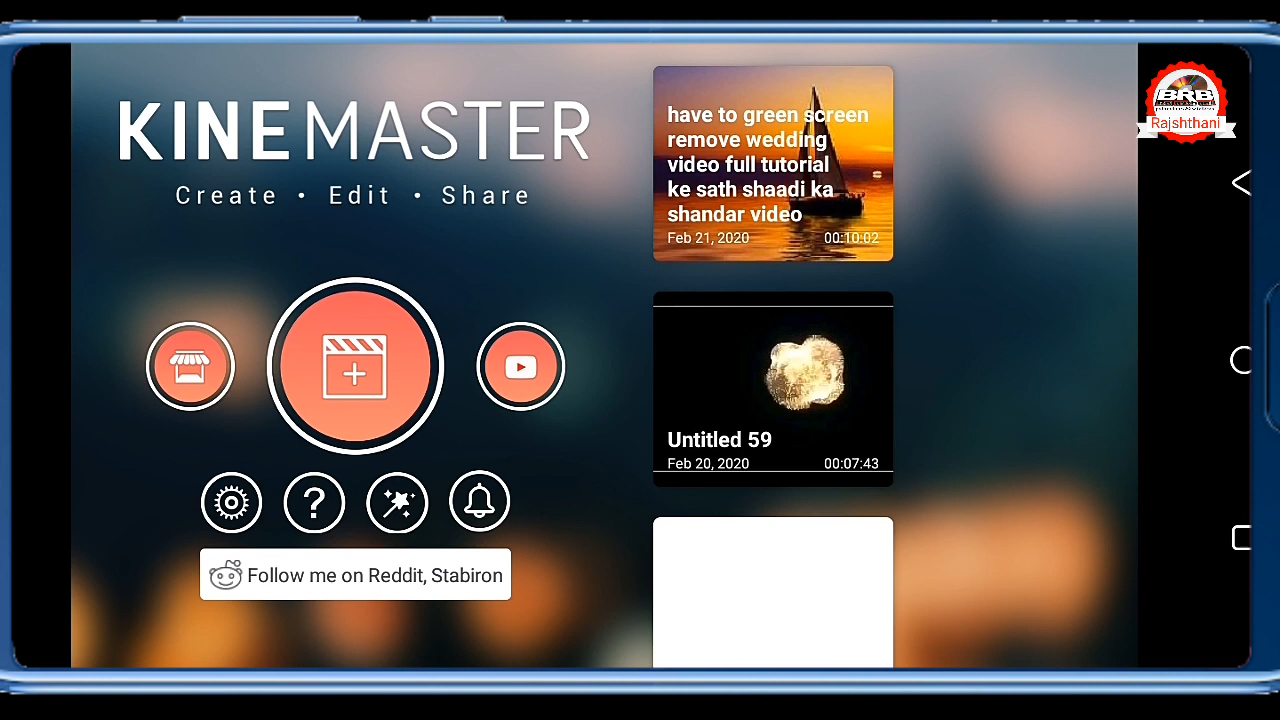 KINEMASTER
Create • Edit • Share
Follow me on Reddit, Stabiron
have to green screen
remove wedding
video full tutorial
ke sath shaadi ka
shandar video
Feb 21, 2020 00:10:02
Untitled 59
Feb 20, 2020 00:07:43
BRB
photos&video
Rajshthani